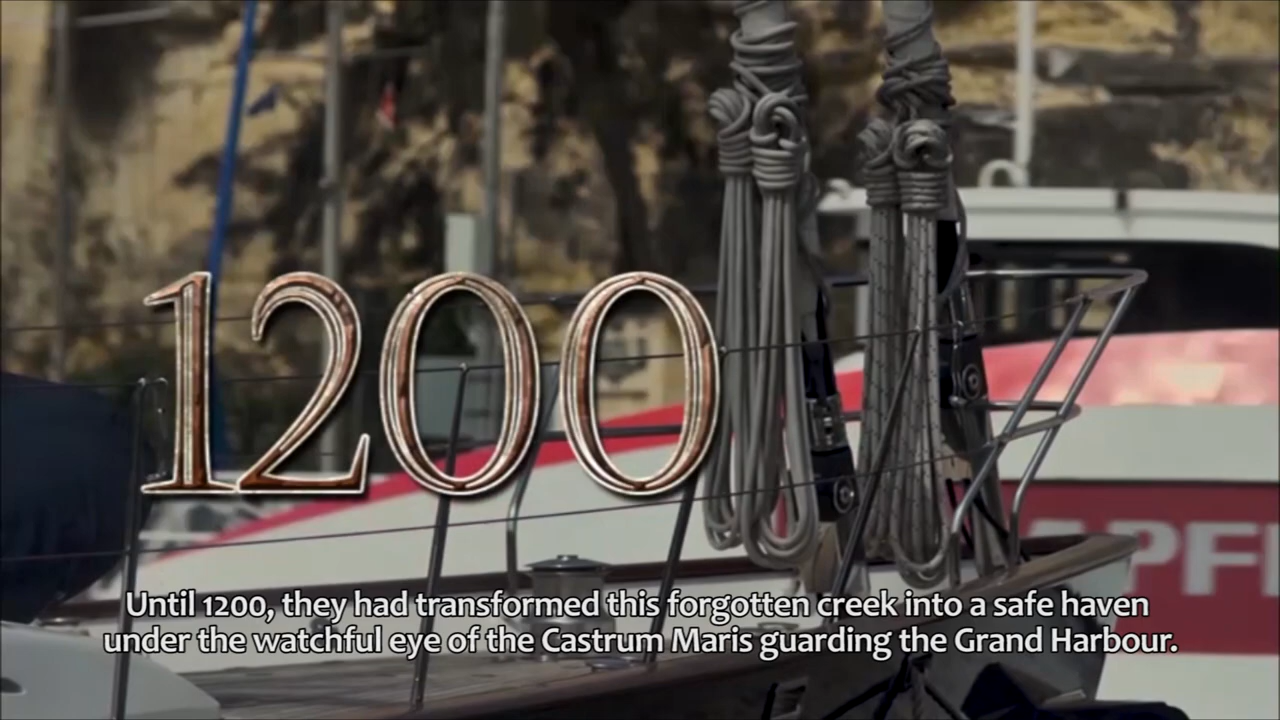 1200
Until 1200, they had transformed this forgotten creek into a safe haven
under the watchful eye of the Castrum Maris guarding the Grand Harbour.